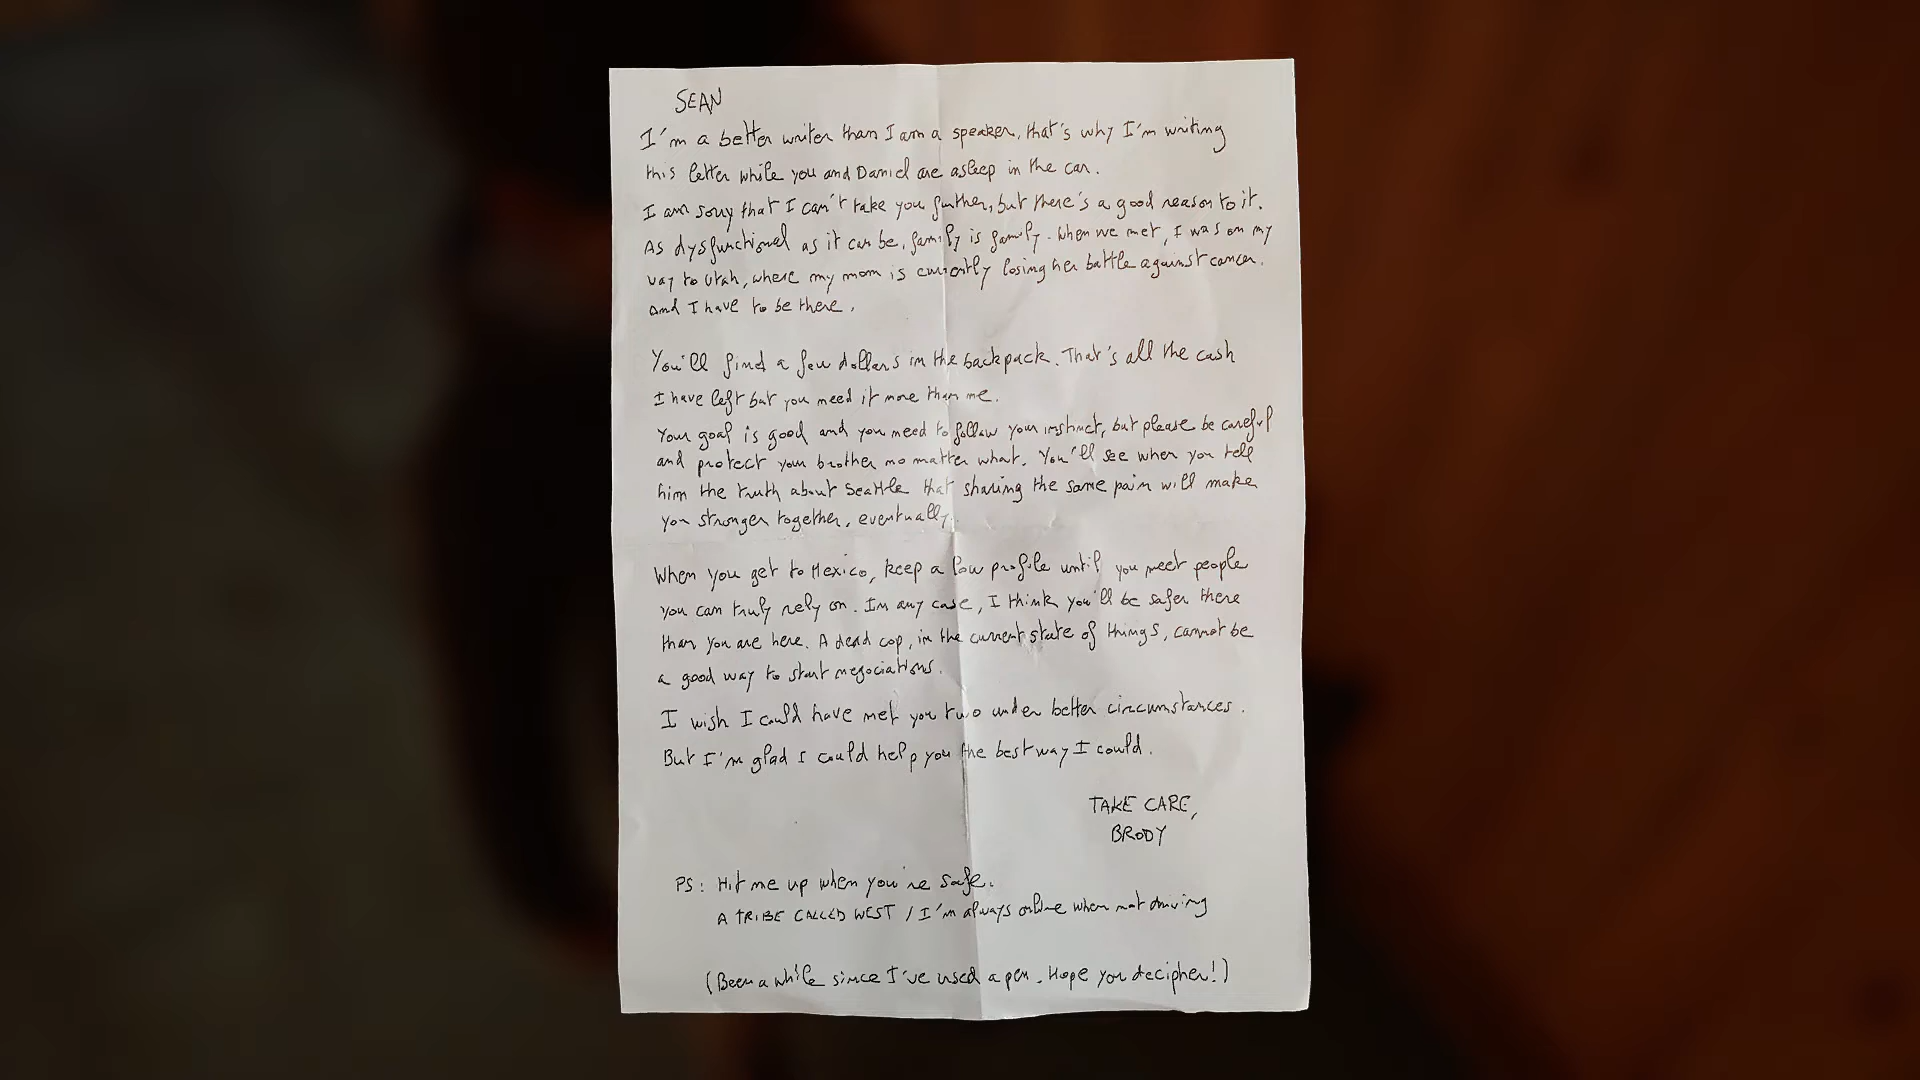 SEAN
I'm a better writer than I am a speaker, that's why I'm writing
this letter while you and Daniel are asleep in the car.
I am sorry that I can't take you further, but there's a good reason to it.
As dysfunctional as it can be, family is family. When we met, I was on my
way to Utah, where my mom is currently losing her battle against cancer.
and I have to be there.
You'll find a few dollars in the backpack. That's all the cash
I have left but you need it more than me.
Your goal is good and you need to follow your instinct, but please be careful
and protect your brother no matter what. You'll see when you tell
him the truth about Seattle that sharing the same pain will make
you stronger together, eventually.
When you get to Mexico, keep a low profile until you meet people
you can truly rely on. In any case, I think you'll be safer there
than you are here. A dead cop, in the current state of things, cannot be
a good way to start negociations.
I wish I could have met you two under better circumstances.
But I'm glad I could help you the best way I could.
TAKE CARE,
BRODY
PS: Hit me up when you're safe.
A TRIBE CALLED WEST / I'm always online when not driving
(Been a while since I've used a pen. Hope you decipher!)